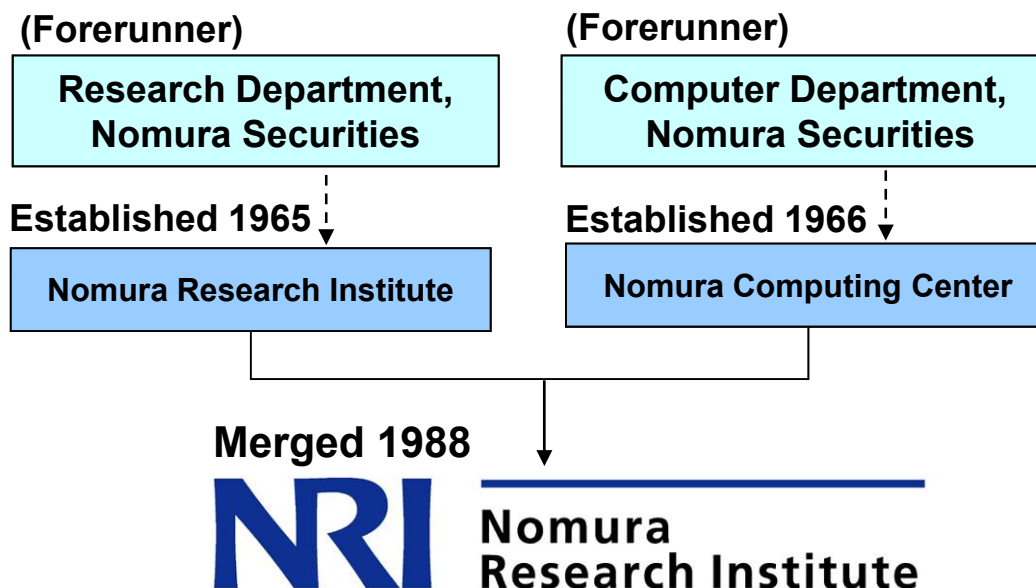 (Forerunner)
Research Department,
Nomura Securities
Established 1965
Nomura Research Institute
(Forerunner)
Computer Department,
Nomura Securities
Established 1966
Nomura Computing Center
Merged 1988
NRI
Nomura
Research Institute